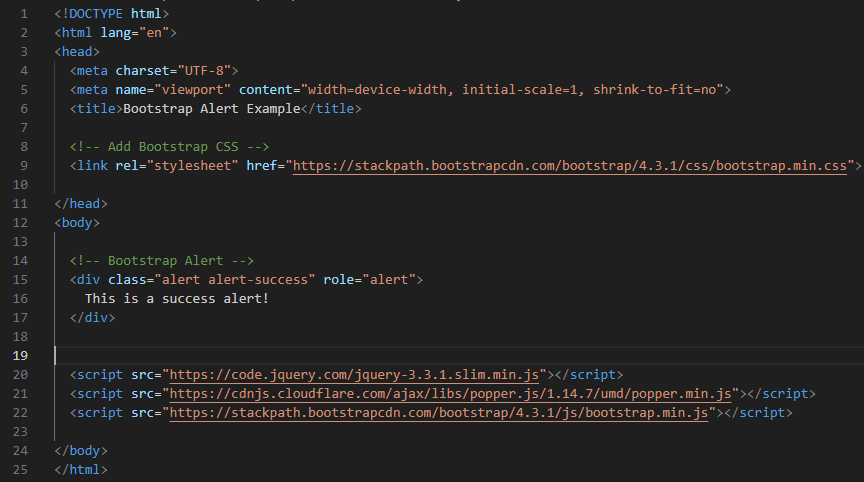 1 <!DOCTYPE html>
2 <html lang="en">
3 <head>
4   <meta charset="UTF-8">
5   <meta name="viewport" content="width=device-width, initial-scale=1, shrink-to-fit=no">
6   <title>Bootstrap Alert Example</title>
7
8   <!-- Add Bootstrap CSS -->
9   <link rel="stylesheet" href="https://stackpath.bootstrapcdn.com/bootstrap/4.3.1/css/bootstrap.min.css">
10
11 </head>
12 <body>
13
14   <!-- Bootstrap Alert -->
15   <div class="alert alert-success" role="alert">
16     This is a success alert!
17   </div>
18
19
20   <script src="https://code.jquery.com/jquery-3.3.1.slim.min.js"></script>
21   <script src="https://cdnjs.cloudflare.com/ajax/libs/popper.js/1.14.7/umd/popper.min.js"></script>
22   <script src="https://stackpath.bootstrapcdn.com/bootstrap/4.3.1/js/bootstrap.min.js"></script>
23
24 </body>
25 </html>